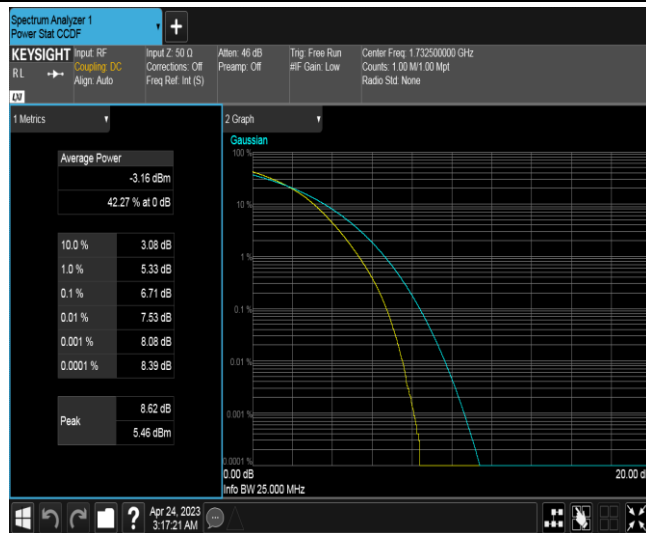 Spectrum Analyzer 1
Power Stat CCDF
KEYSIGHT
RL
Input: RF
Coupling: DC
Align: Auto
Input Z: 50 Ω
Corrections: Off
Freq Ref: Int (S)
Atten: 46 dB
Preamp: Off
Trig: Free Run
#IF Gain: Low
Center Freq: 1.732500000 GHz
Counts: 1.00 M/1.00 Mpt
Radio Std: None
1 Metrics
Average Power
-3.16 dBm
42.27 % at 0 dB
10.0 % 3.08 dB
1.0 % 5.33 dB
0.1 % 6.71 dB
0.01 % 7.53 dB
0.001 % 8.08 dB
0.0001 % 8.39 dB
Peak 8.62 dB
5.46 dBm
2 Graph
Gaussian
100 %
10 %
1 %
0.1 %
0.01 %
0.001 %
0.0001 %
0.00 dB
20.00 d
Info BW 25.000 MHz
Apr 24, 2023
3:17:21 AM